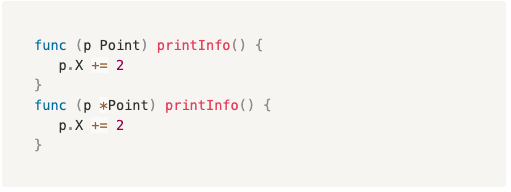 func (p Point) printInfo() {
   p.X += 2
}
func (p *Point) printInfo() {
   p.X += 2
}